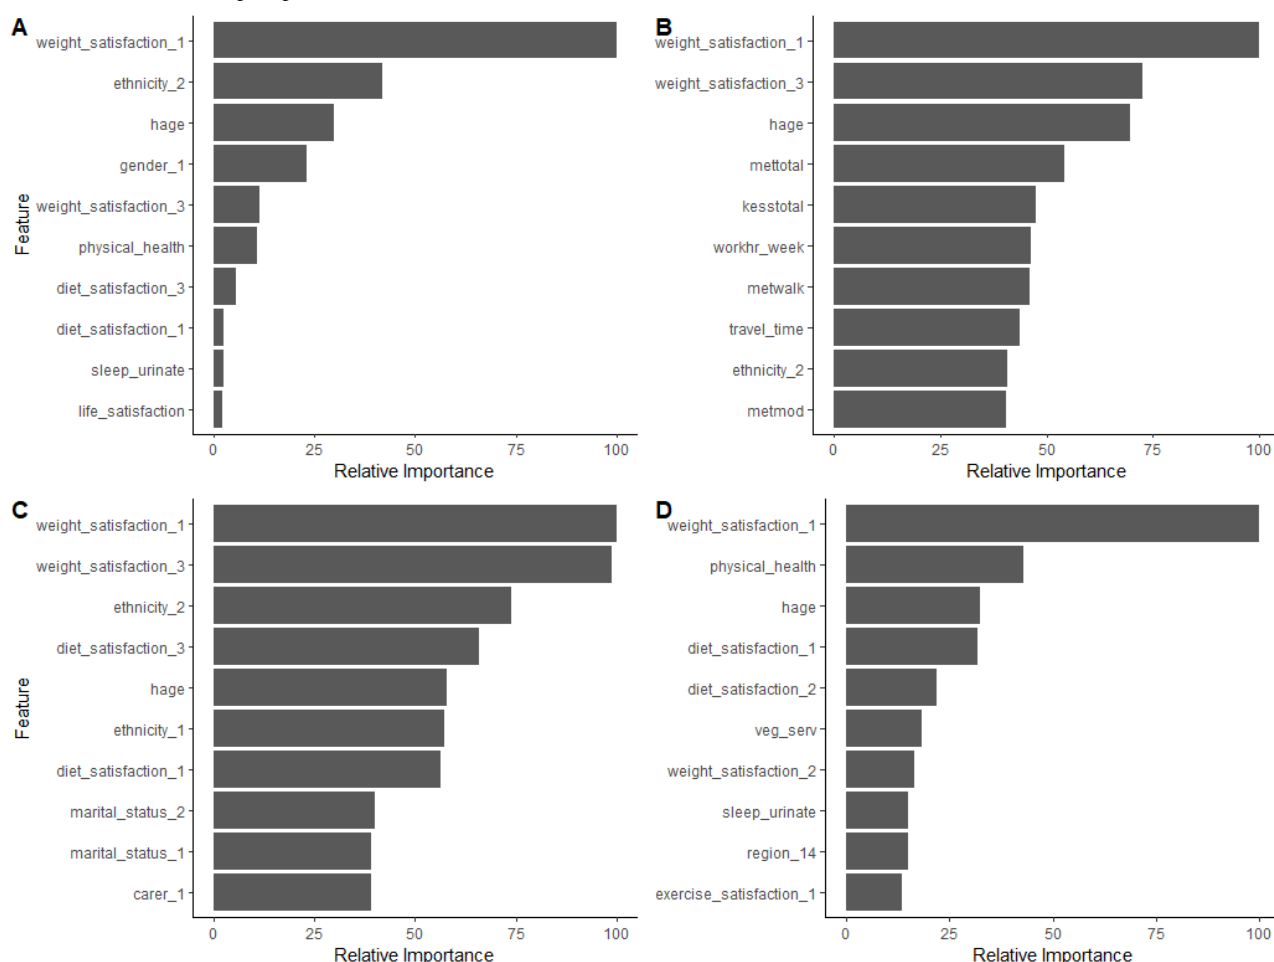 A
weight_satisfaction_1
ethnicity_2
hage
gender_1
weight_satisfaction_3
physical_health
diet_satisfaction_3
diet_satisfaction_1
sleep_urinate
life_satisfaction
Feature
0 25 50 75 100
Relative Importance
B
weight_satisfaction_1
weight_satisfaction_3
hage
mettotal
kesstotal
workhr_week
metwalk
travel_time
ethnicity_2
metmod
0 25 50 75 100
Relative Importance
C
weight_satisfaction_1
weight_satisfaction_3
ethnicity_2
diet_satisfaction_3
hage
ethnicity_1
diet_satisfaction_1
marital_status_2
marital_status_1
carer_1
Feature
0 25 50 75 100
Relative Importance
D
weight_satisfaction_1
physical_health
hage
diet_satisfaction_1
diet_satisfaction_2
veg_serv
weight_satisfaction_2
sleep_urinate
region_14
exercise_satisfaction_1
0 25 50 75 100
Relative Importance